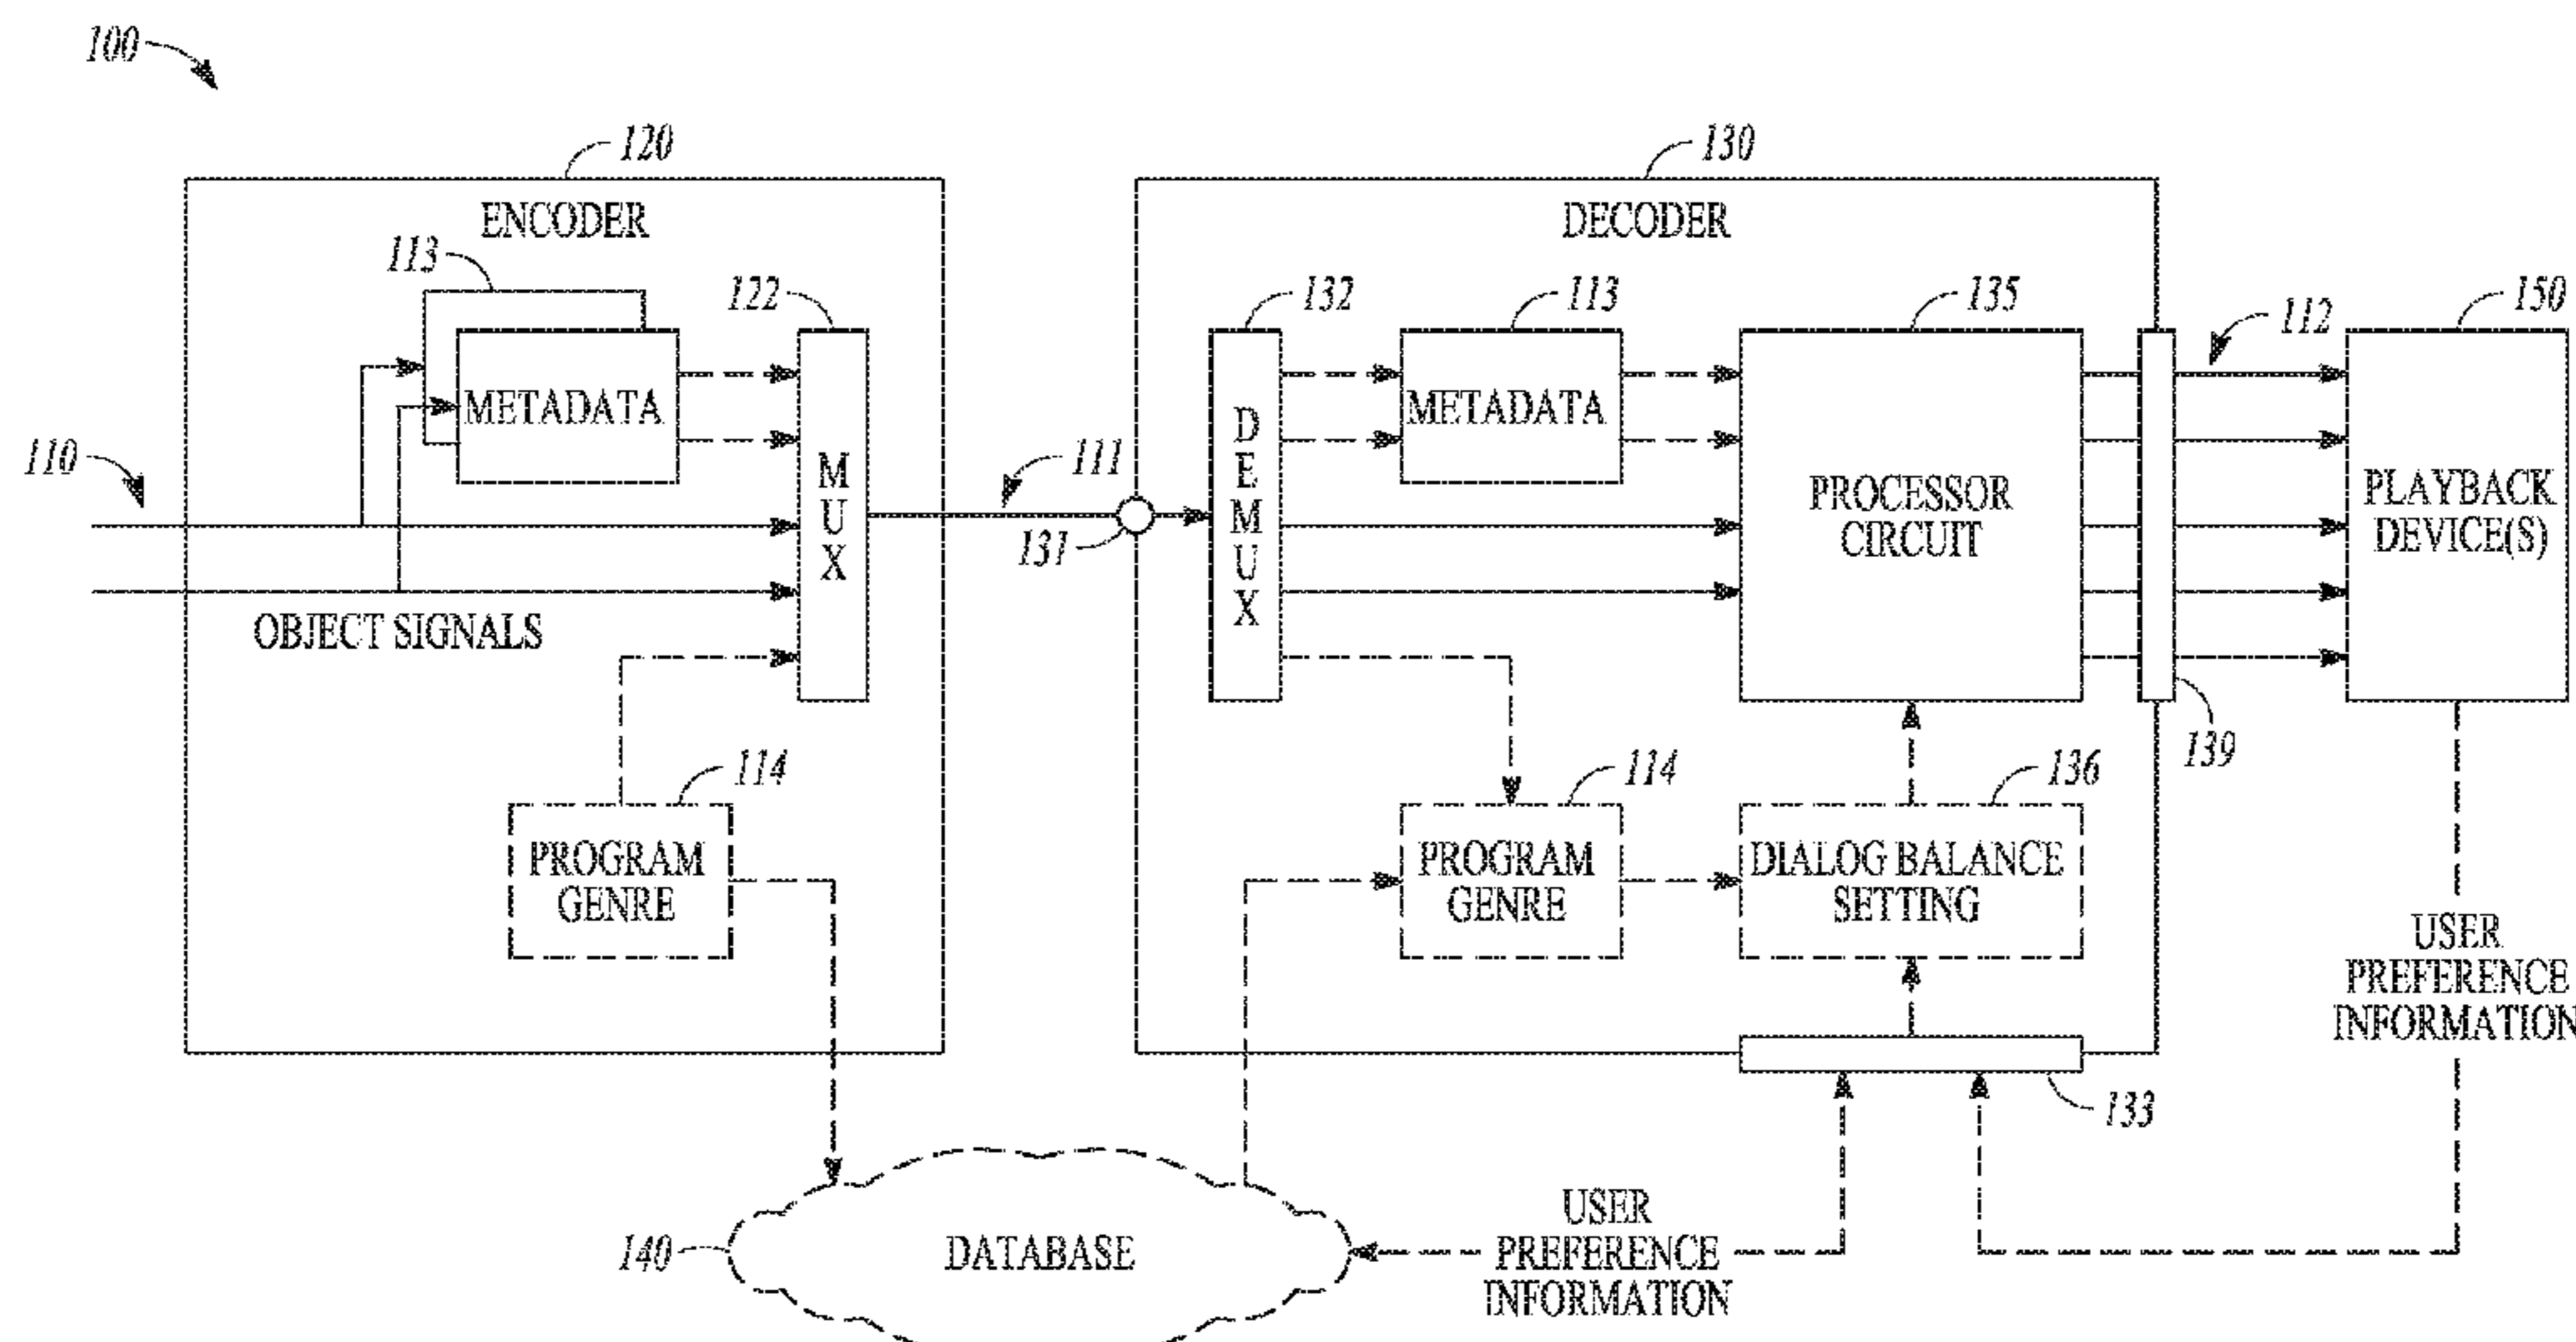 100
120
130
ENCODER
DECODER
113
122
132
113
135
112
150
METADATA
METADATA
110
MUX
111
DEMUX
PROCESSOR
CIRCUIT
PLAYBACK
DEVICE(S)
131
OBJECT SIGNALS
139
114
114
136
PROGRAM
GENRE
PROGRAM
GENRE
DIALOG BALANCE
SETTING
USER
PREFERENCE
INFORMATION
133
140
DATABASE
USER
PREFERENCE
INFORMATION